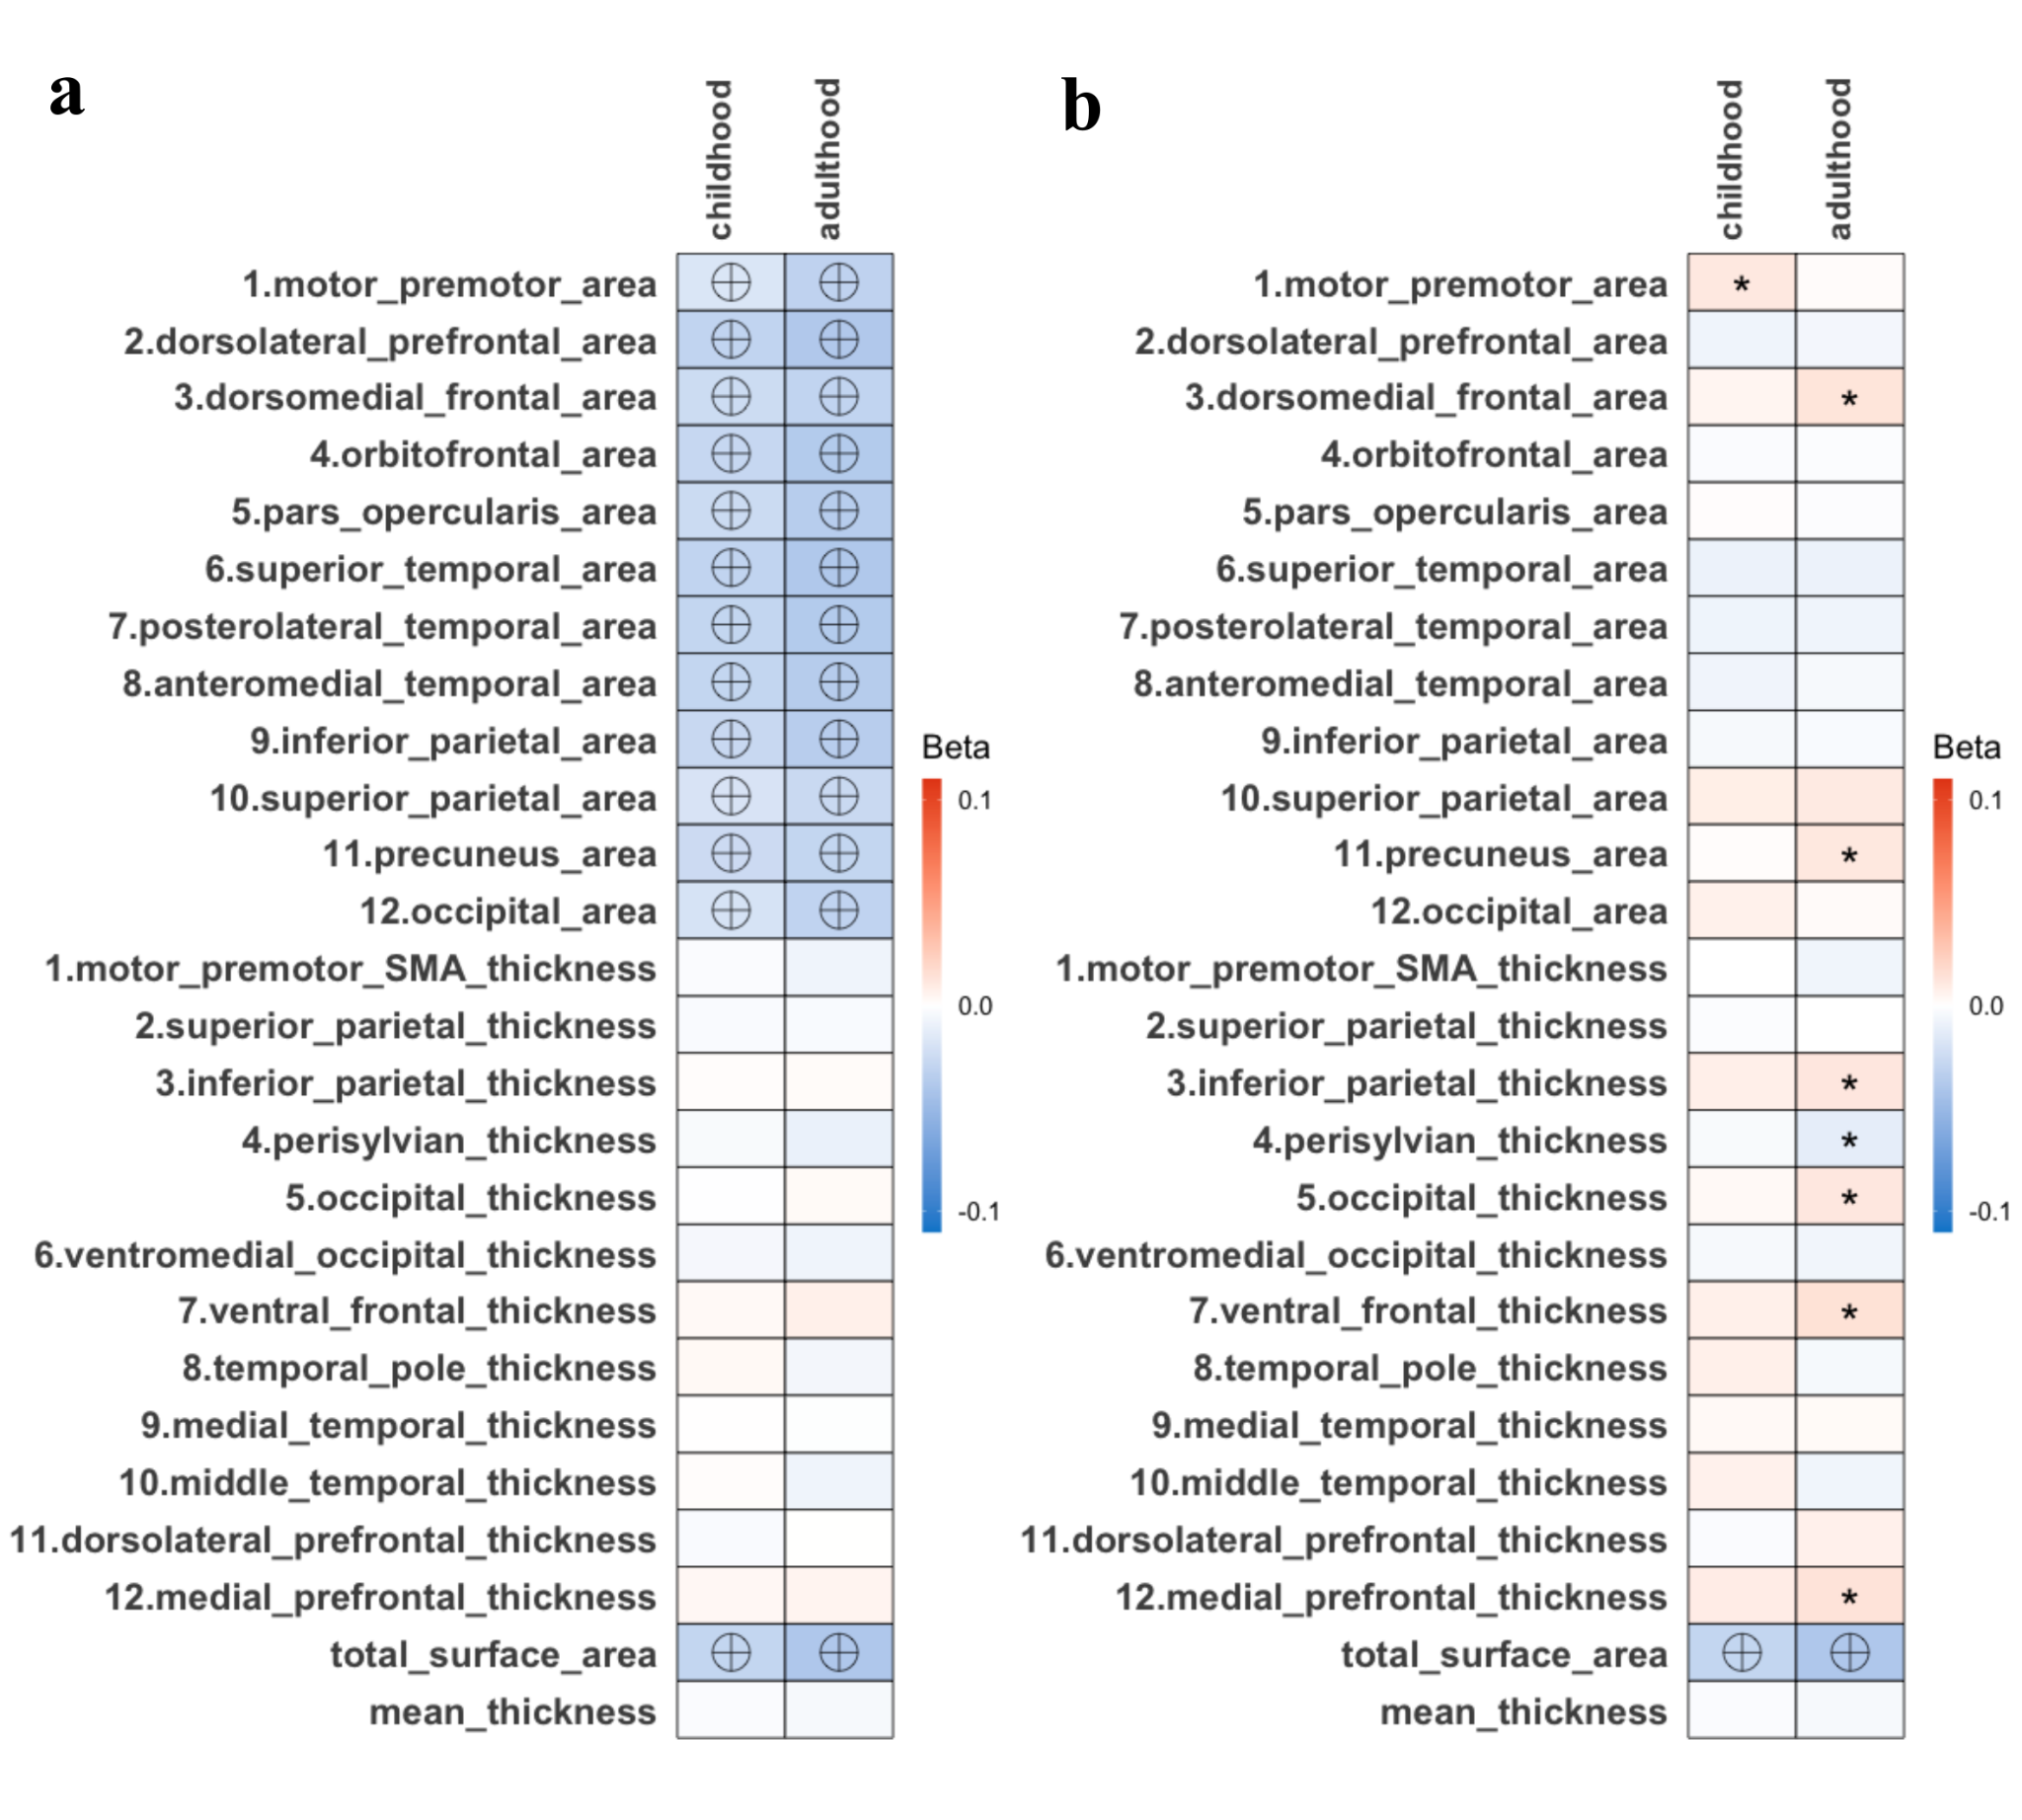 a
childhood
adulthood
1.motor_premotor_area
2.dorsolateral_prefrontal_area
3.dorsomedial_frontal_area
4.orbitofrontal_area
5.pars_opercularis_area
6.superior_temporal_area
7.posterolateral_temporal_area
8.anteromedial_temporal_area
9.inferior_parietal_area
10.superior_parietal_area
11.precuneus_area
12.occipital_area
1.motor_premotor_SMA_thickness
2.superior_parietal_thickness
3.inferior_parietal_thickness
4.perisylvian_thickness
5.occipital_thickness
6.ventromedial_occipital_thickness
7.ventral_frontal_thickness
8.temporal_pole_thickness
9.medial_temporal_thickness
10.middle_temporal_thickness
11.dorsolateral_prefrontal_thickness
12.medial_prefrontal_thickness
total_surface_area
mean_thickness
Beta
0.1
0.0
-0.1
b
childhood
adulthood
1.motor_premotor_area
*
2.dorsolateral_prefrontal_area
3.dorsomedial_frontal_area
*
4.orbitofrontal_area
5.pars_opercularis_area
6.superior_temporal_area
7.posterolateral_temporal_area
8.anteromedial_temporal_area
9.inferior_parietal_area
10.superior_parietal_area
11.precuneus_area
*
12.occipital_area
1.motor_premotor_SMA_thickness
2.superior_parietal_thickness
3.inferior_parietal_thickness
*
4.perisylvian_thickness
*
5.occipital_thickness
*
6.ventromedial_occipital_thickness
7.ventral_frontal_thickness
*
8.temporal_pole_thickness
9.medial_temporal_thickness
10.middle_temporal_thickness
11.dorsolateral_prefrontal_thickness
12.medial_prefrontal_thickness
*
total_surface_area
mean_thickness
Beta
0.1
0.0
-0.1